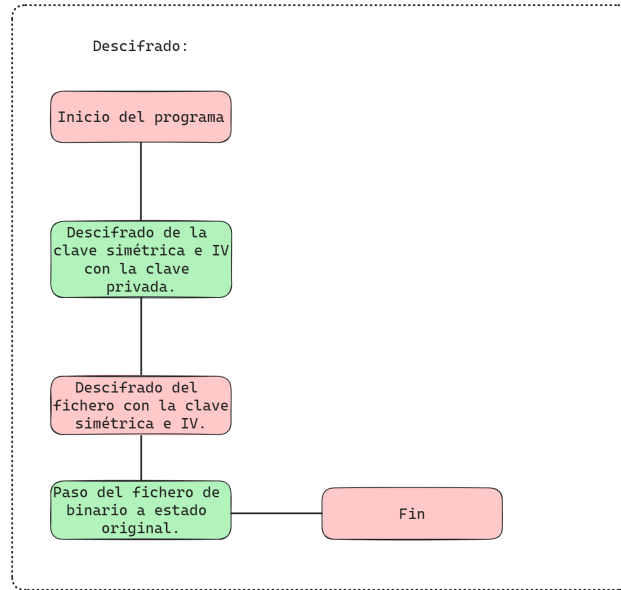 Descifrado:
Inicio del programa
Descifrado de la
clave simétrica e IV
con la clave
privada.
Descifrado del
fichero con la clave
simétrica e IV.
Paso del fichero de
binario a estado
original.
Fin